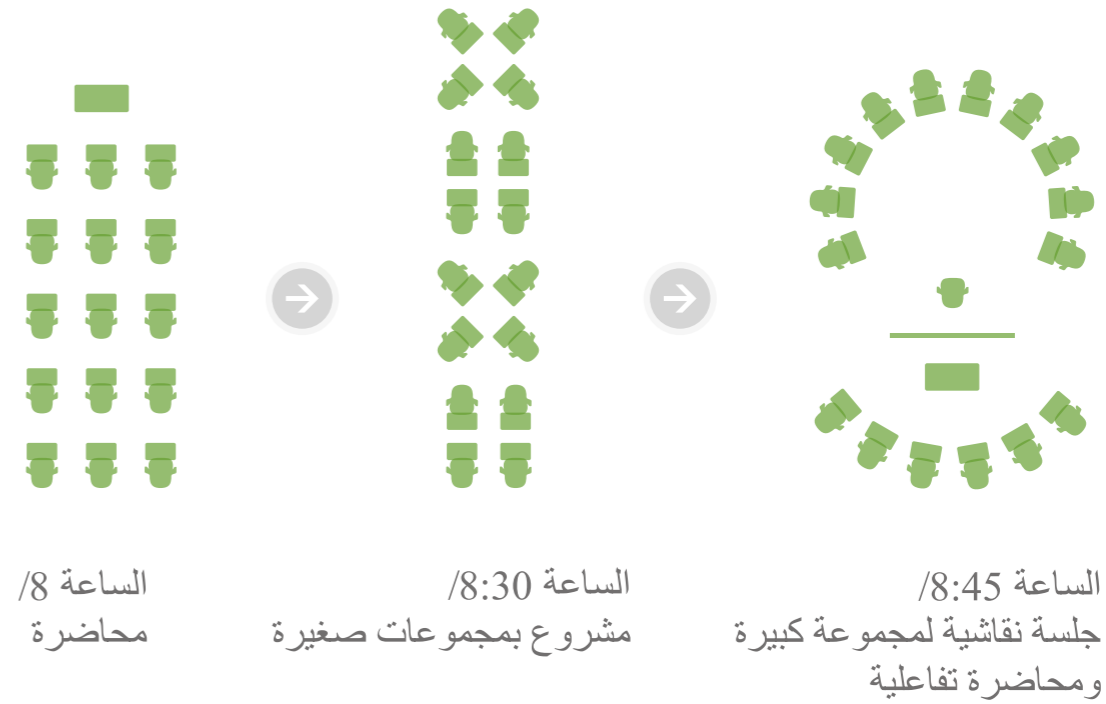 الساعة 8/
محاضرة
الساعة 8:30/
مشروع بمجموعات صغيرة
الساعة 8:45/
جلسة نقاشية لمجموعة كبيرة
ومحاضرة تفاعلية